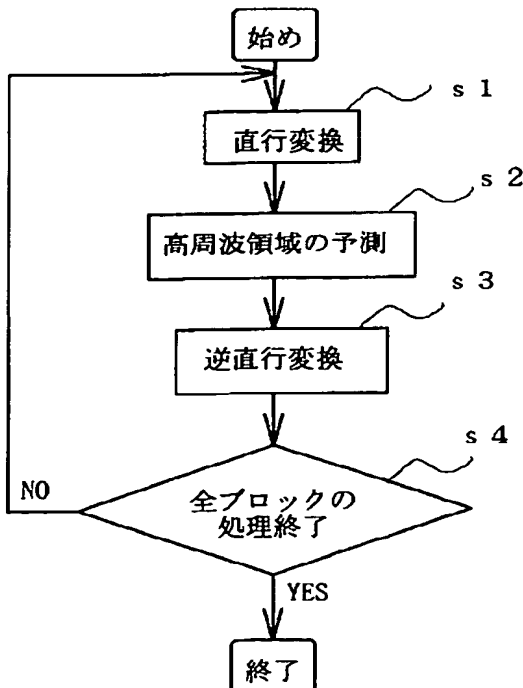 始め
s 1
直行変換
s 2
高周波領域の予測
s 3
逆直行変換
s 4
全ブロックの
処理終了
NO
YES
終了